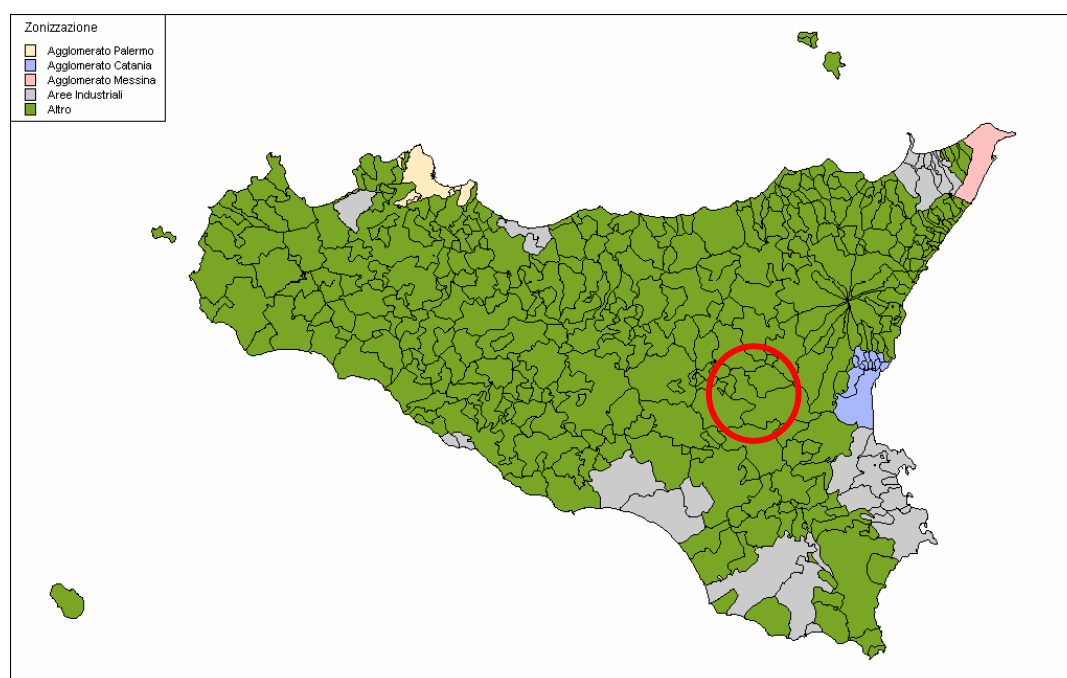 Zonizzazione
Agglomerato Palermo
Agglomerato Catania
Agglomerato Messina
Aree Industriali
Altro